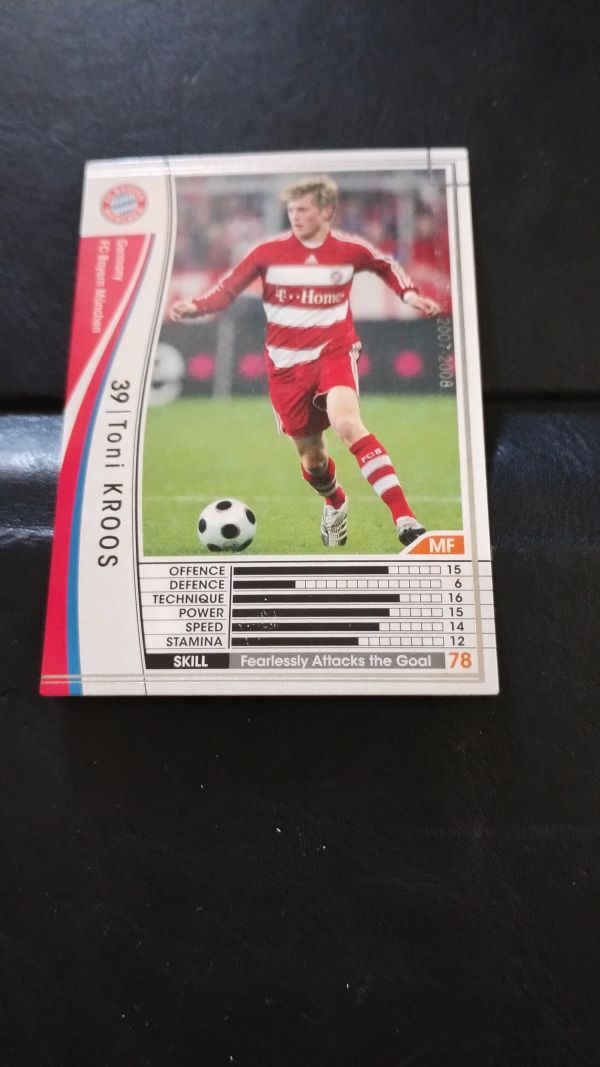 Germany
FC Bayern München
39 | Toni KROOS
2007-2008
T · · Home
FCB
MF
OFFENCE 15
DEFENCE 6
TECHNIQUE 16
POWER 15
SPEED 14
STAMINA 12
SKILL Fearlessly Attacks the Goal 78